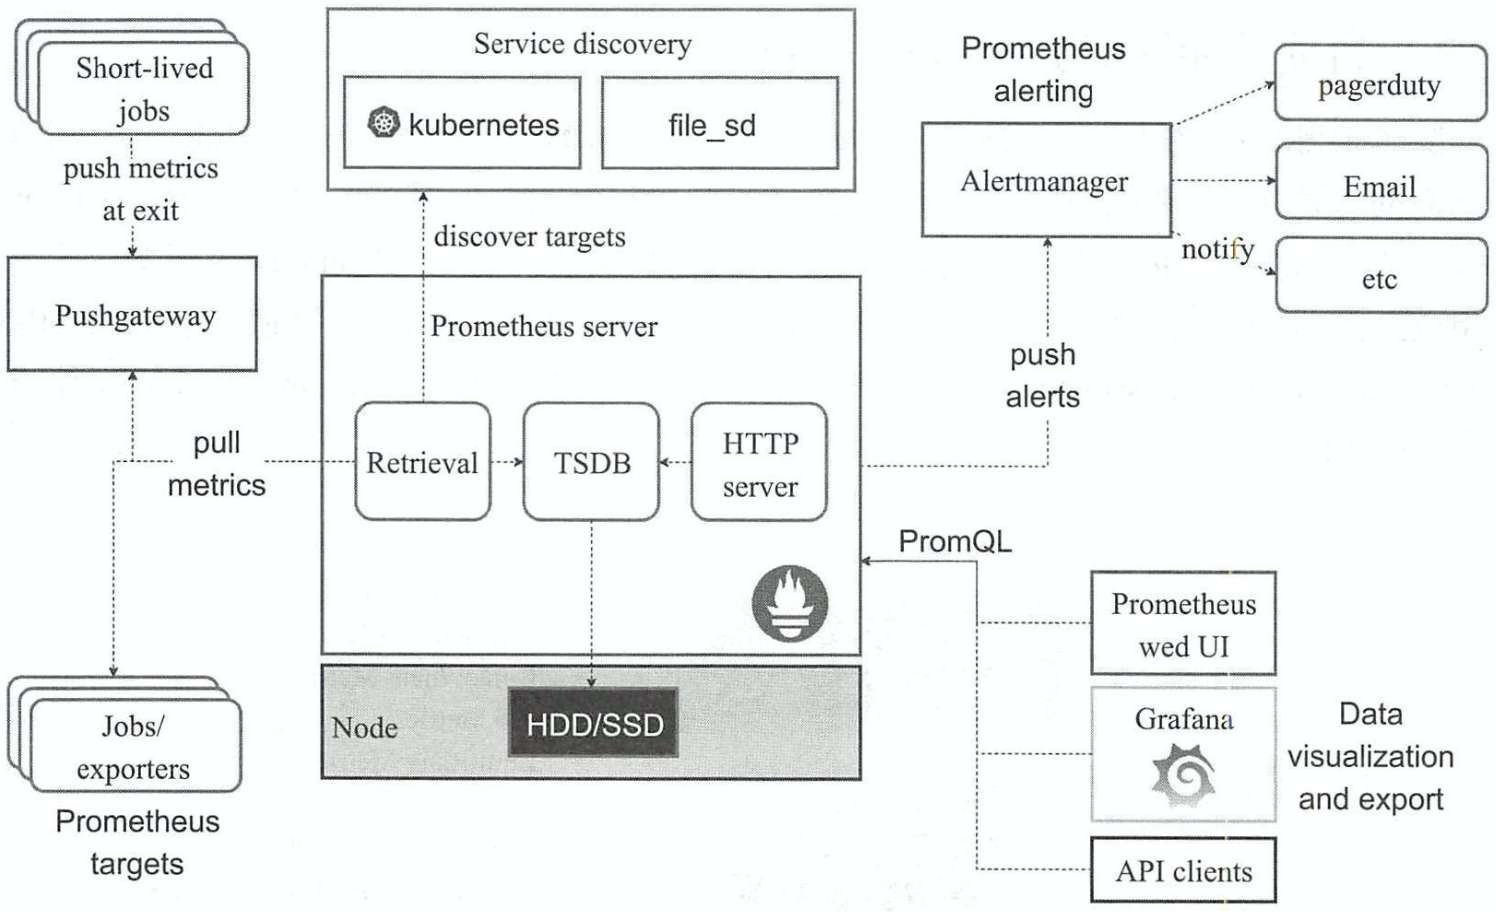 Short-lived
jobs
push metrics
at exit
Pushgateway
pull
metrics
Jobs/
exporters
Prometheus
targets
Service discovery
kubernetes
file_sd
discover targets
Prometheus server
Retrieval
TSDB
HTTP
server
Node
HDD/SSD
Prometheus
alerting
Alertmanager
pagerduty
Email
notify
etc
push
alerts
PromQL
Prometheus
wed UI
Grafana
API clients
Data
visualization
and export